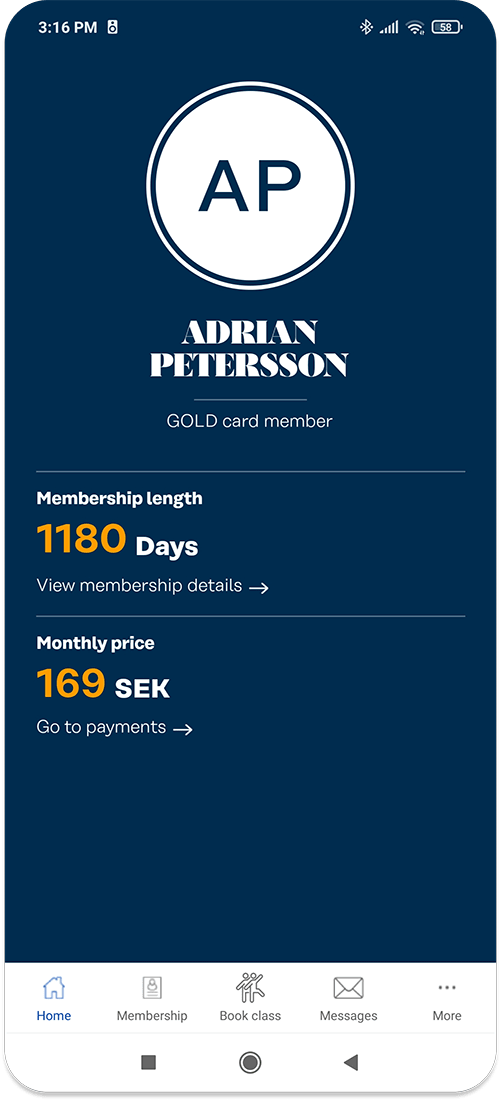 3:16 PM
58
AP
ADRIAN
PETERSSON
GOLD card member
Membership length
1180 Days
View membership details →
Monthly price
169 SEK
Go to payments →
Home Membership Book class Messages More